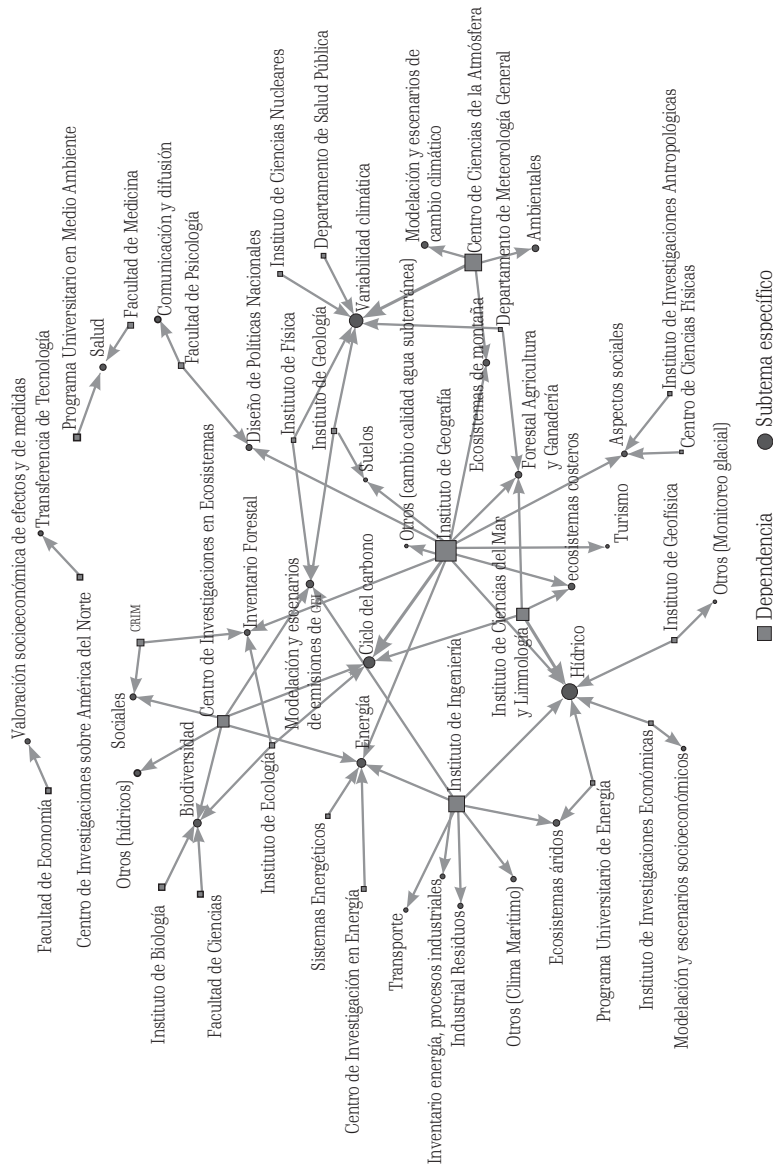 Facultad de Economía
Valoración socioeconómica de efectos y de medidas
Centro de Investigaciones sobre América del Norte
Transferencia de Tecnología
Programa Universitario en Medio Ambiente
Salud
Facultad de Medicina
Sociales
CRIM
Comunicación y difusión
Facultad de Psicología
Otros (hídricos)
Instituto de Biología
Biodiversidad
Facultad de Ciencias
Centro de Investigaciones en Ecosistemas
Inventario Forestal
Instituto de Ecología
Diseño de Políticas Nacionales
Instituto de Ciencias Nucleares
Instituto de Física
Instituto de Geología
Departamento de Salud Pública
Variabilidad climática
Modelación y escenarios
de emisiones de GEI
Suelos
Sistemas Energéticos
Centro de Investigación en Energía
Energía
Ciclo del carbono
Otros (cambio calidad agua subterránea)
Instituto de Geografía
Modelación y escenarios de
cambio climático
Centro de Ciencias de la Atmósfera
Ecosistemas de montaña
Departamento de Meteorología General
Ambientales
Transporte
Inventario energía, procesos industriales
Industrial Residuos
Instituto de Ingeniería
Otros (Clima Marítimo)
Instituto de Ciencias del Mar
y Limnología
Forestal Agricultura
y Ganadería
Ecosistemas áridos
Hídrico
ecosistemas costeros
Programa Universitario de Energía
Turismo
Aspectos sociales
Instituto de Investigaciones Antropológicas
Centro de Ciencias Físicas
Instituto de Investigaciones Económicas
Modelación y escenarios socioeconómicos
Instituto de Geofísica
Otros (Monitoreo glacial)
Dependencia
Subtema específico